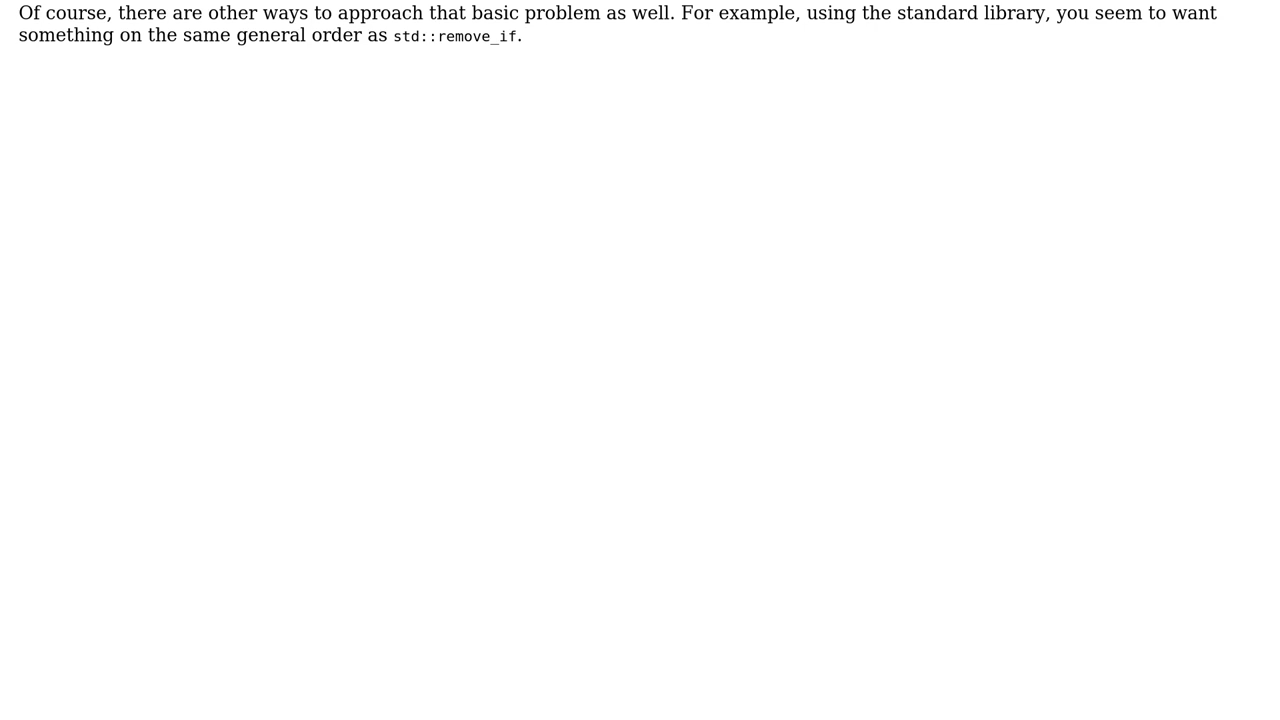 Of course, there are other ways to approach that basic problem as well. For example, using the standard library, you seem to want
something on the same general order as std::remove_if.